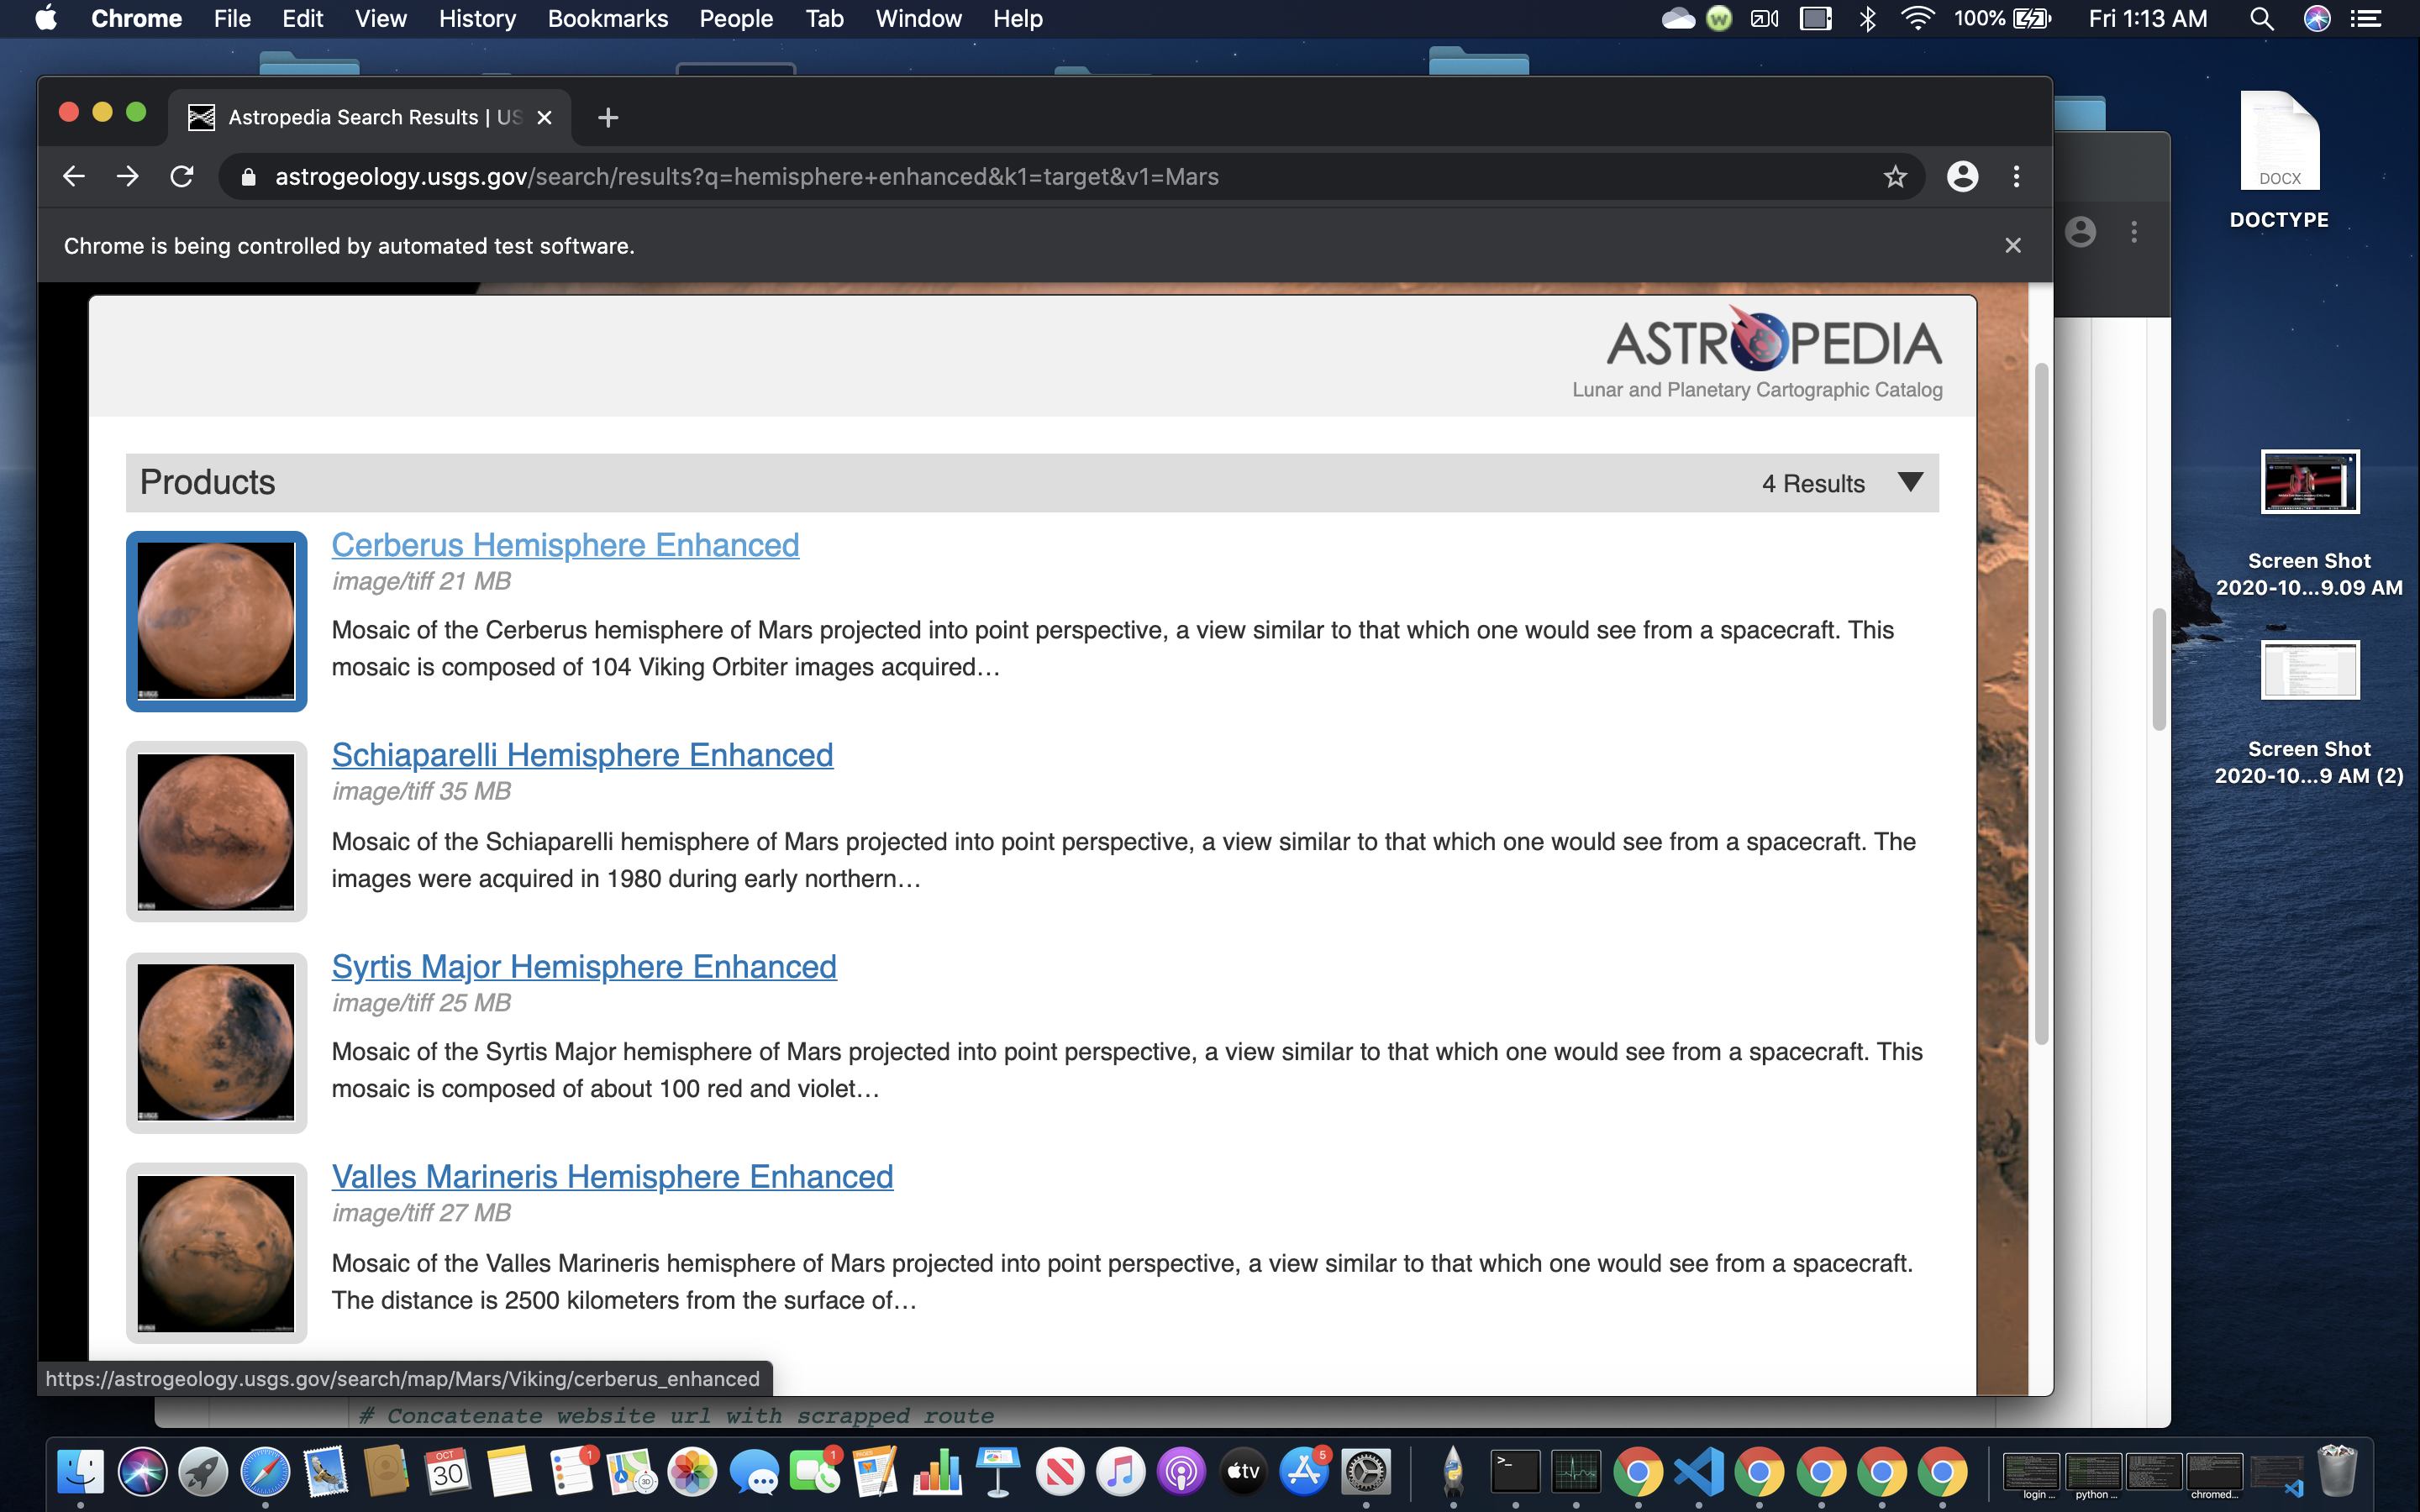 Chrome File Edit View History Bookmarks People Tab Window Help
100% Fri 1:13 AM
Astropedia Search Results | US
astrogeology.usgs.gov/search/results?q=hemisphere+enhanced&k1=target&v1=Mars
Chrome is being controlled by automated test software.
ASTROPEDIA
Lunar and Planetary Cartographic Catalog
Products
4 Results
Cerberus Hemisphere Enhanced
image/tiff 21 MB
Mosaic of the Cerberus hemisphere of Mars projected into point perspective, a view similar to that which one would see from a spacecraft. This
mosaic is composed of 104 Viking Orbiter images acquired…
Schiaparelli Hemisphere Enhanced
image/tiff 35 MB
Mosaic of the Schiaparelli hemisphere of Mars projected into point perspective, a view similar to that which one would see from a spacecraft. The
images were acquired in 1980 during early northern…
Syrtis Major Hemisphere Enhanced
image/tiff 25 MB
Mosaic of the Syrtis Major hemisphere of Mars projected into point perspective, a view similar to that which one would see from a spacecraft. This
mosaic is composed of about 100 red and violet…
Valles Marineris Hemisphere Enhanced
image/tiff 27 MB
Mosaic of the Valles Marineris hemisphere of Mars projected into point perspective, a view similar to that which one would see from a spacecraft.
The distance is 2500 kilometers from the surface of…
https://astrogeology.usgs.gov/search/map/Mars/Viking/cerberus_enhanced
# Concatenate website url with scrapped route
DOCX
DOCTYPE
Screen Shot
2020-10...9.09 AM
Screen Shot
2020-10...9 AM (2)
OCT
30
1
3D
1
PAGES
tv
5
>_
login ...
python ...
chromed...